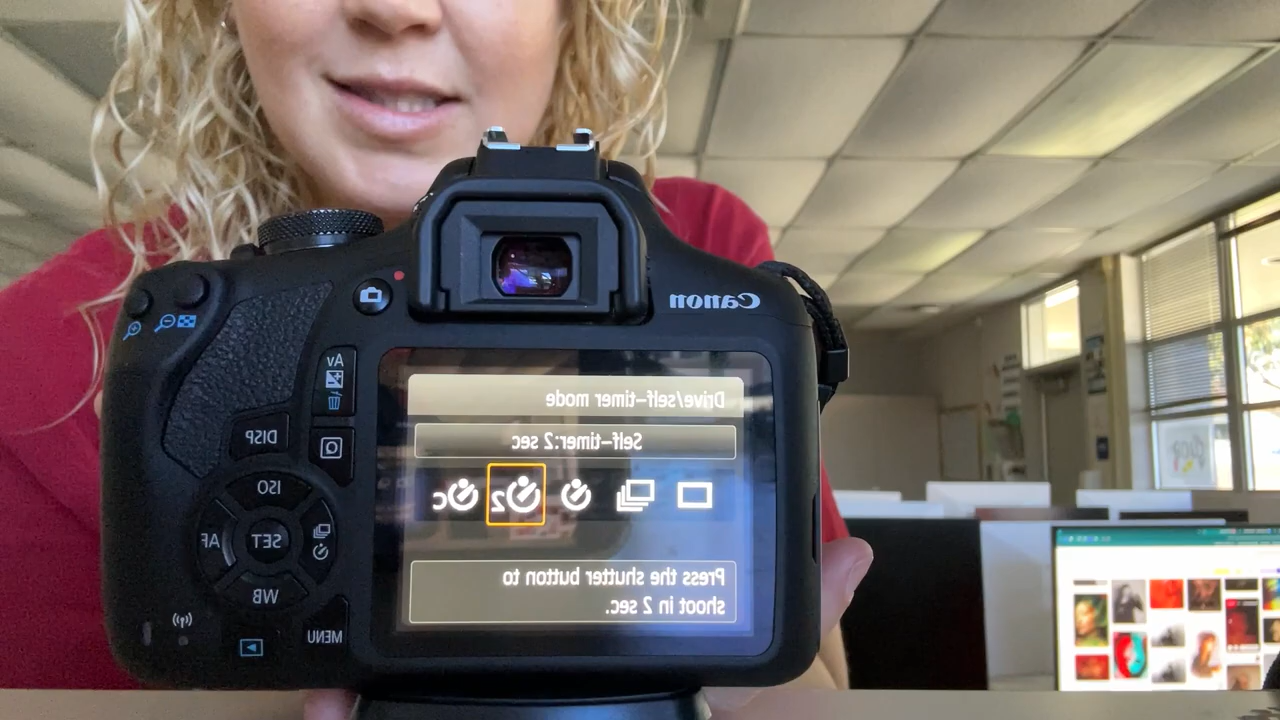 Canon
Drive/self-timer mode
Self-timer:2 sec
2
C
Press the shutter button to
shoot in 2 sec.
Av
DISP
Q
ISO
AF
SET
WB
MENU